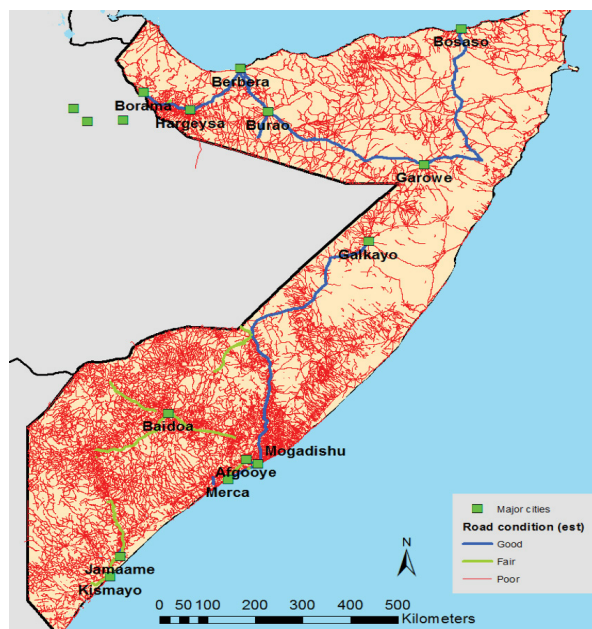 Bosaso
Berbera
Borama
Hargeysa
Burao
Garowe
Galkayo
Baidoa
Mogadishu
Afgooye
Merca
Jamaame
Kismayo
Major cities
Road condition (est)
Good
Fair
Poor
N
0 50 100 200 300 400 500
Kilometers